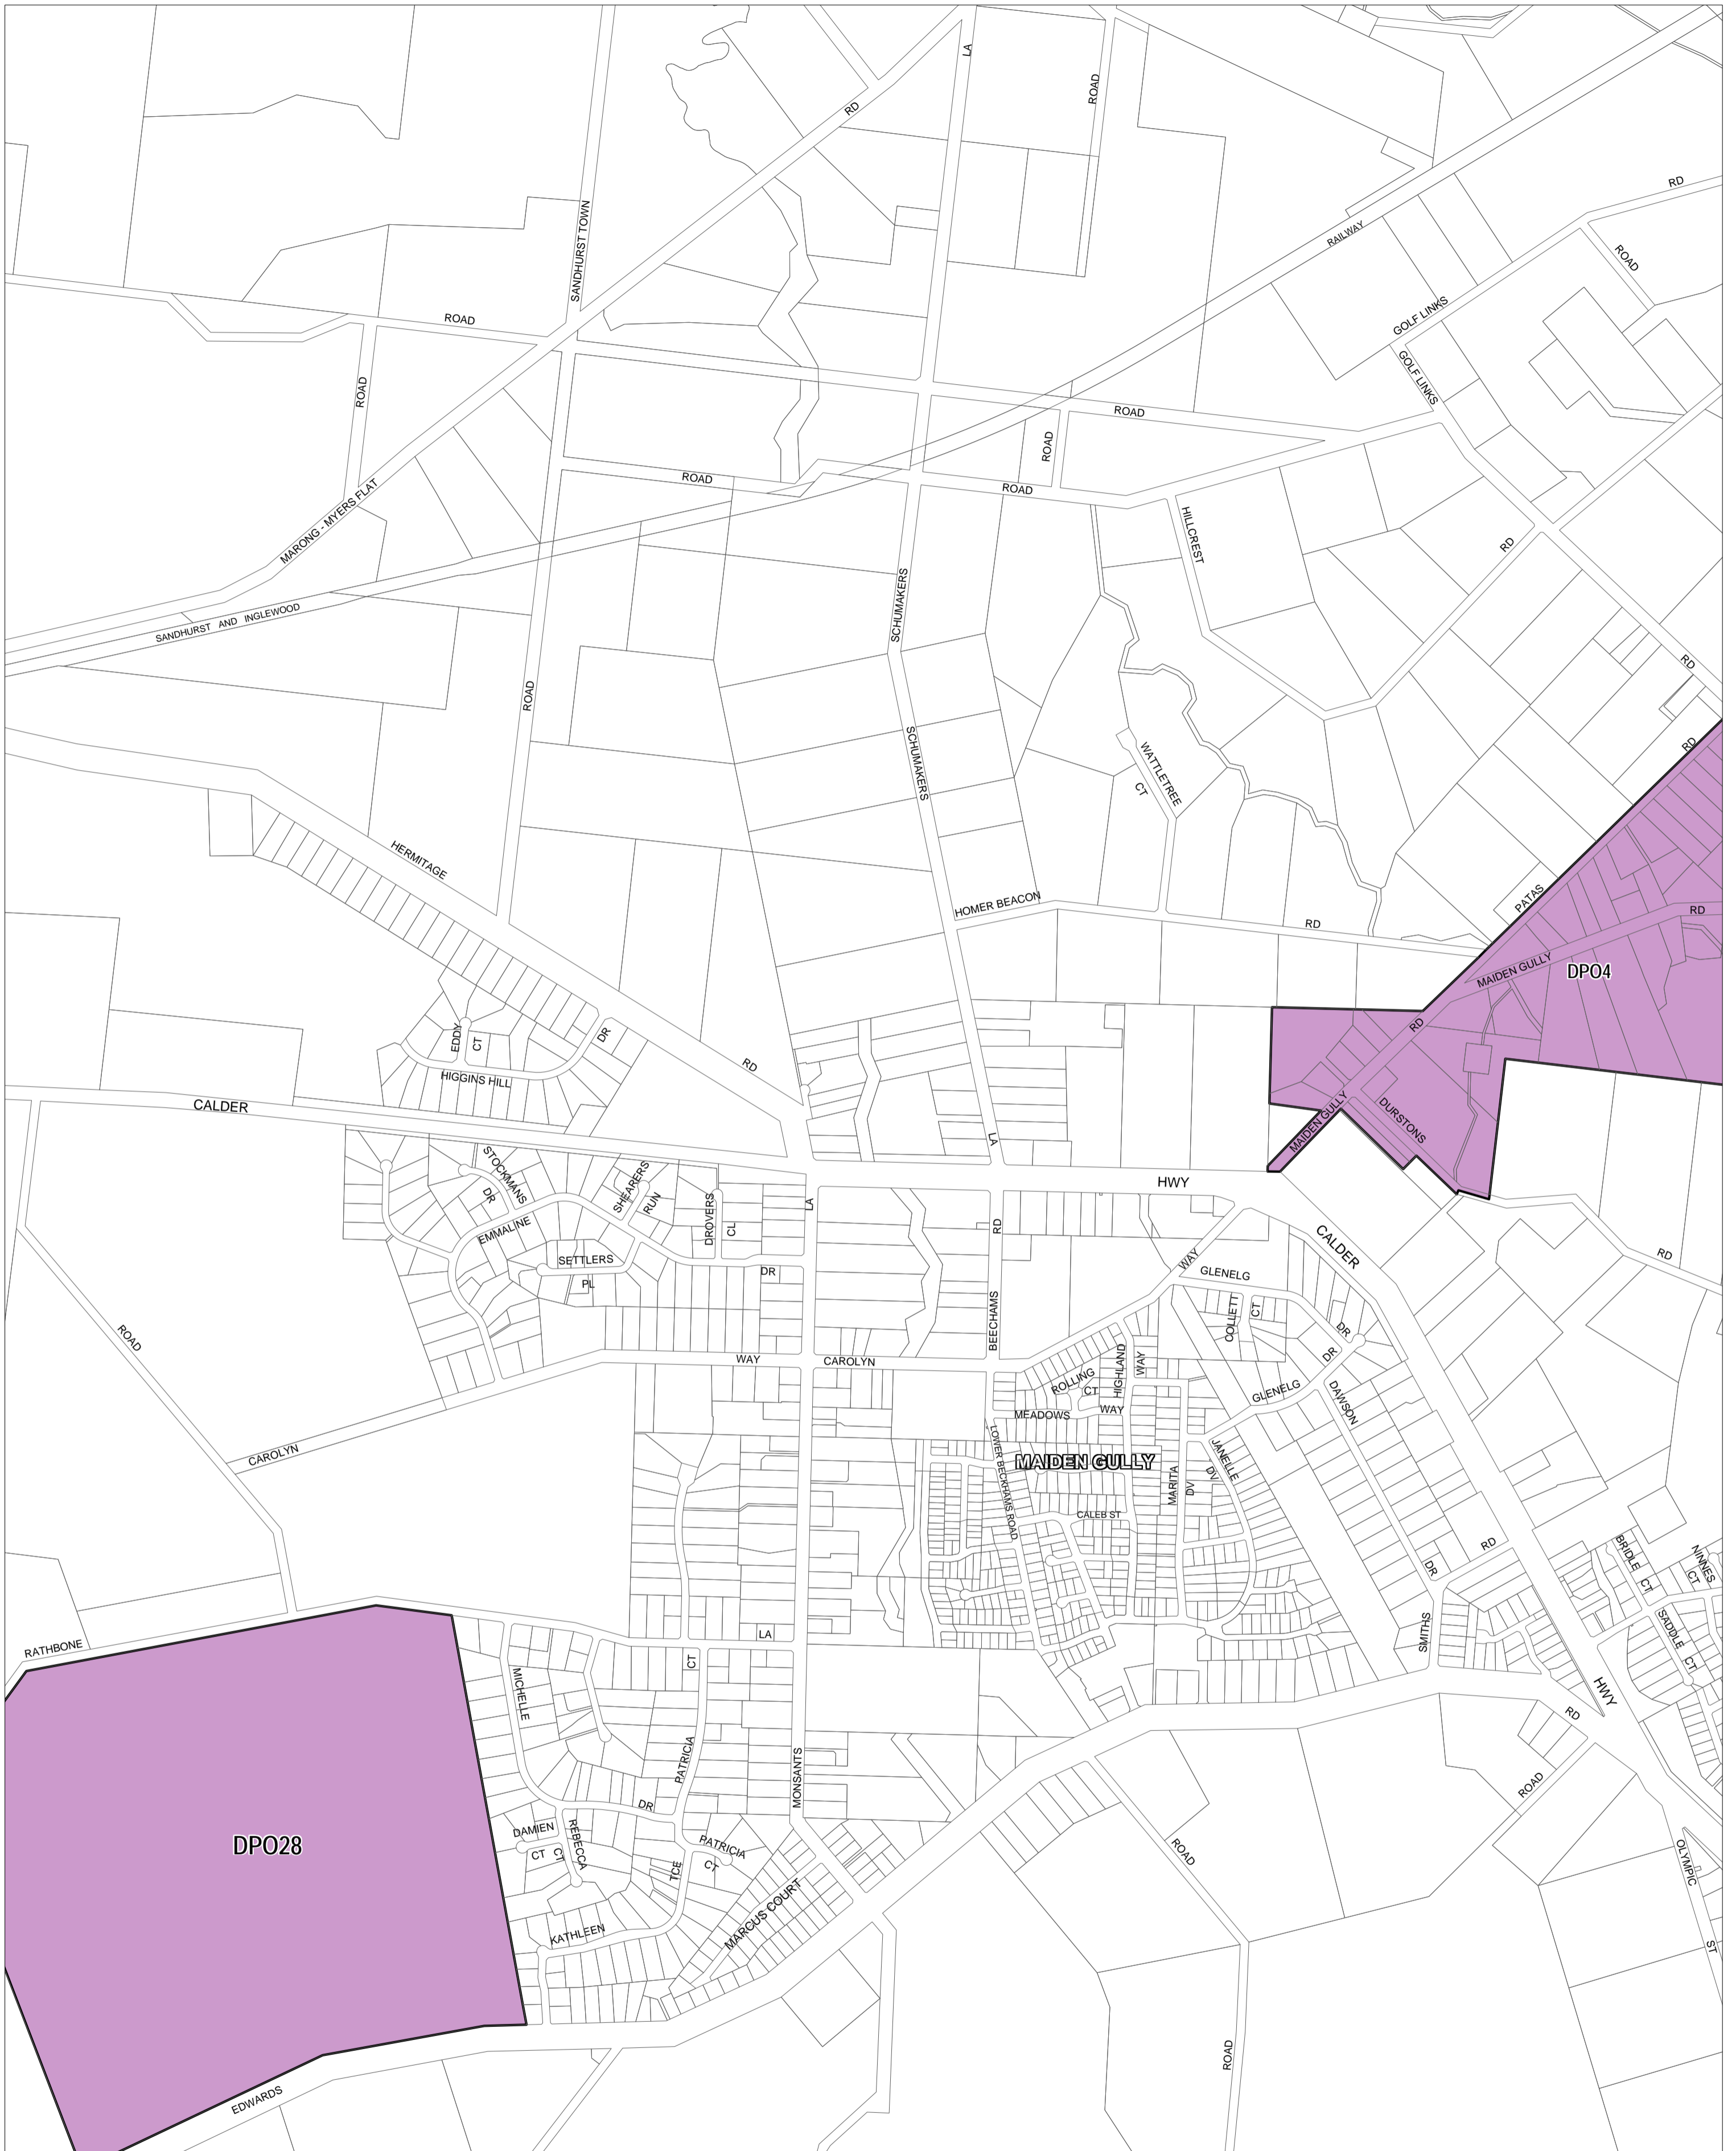 LA
ROAD
RD
RD
SANDHURST TOWN
RAILWAY
ROAD
GOLF LINKS
ROAD
GOLF LINKS
ROAD
ROAD
ROAD
ROAD
ROAD
MARONG - MYERS FLAT
HILLCREST
RD
SCHUMAKERS
SANDHURST AND INGLEWOOD
RD
ROAD
SCHUMAKERS
WATTLETREE
CT
RD
HERMITAGE
HOMER BEACON
RD
PATAS
RD
MAIDEN GULLY
DPO4
EDDY
CT
DR
RD
RD
HIGGINS HILL
CALDER
MAIDEN GULLY
DURSTONS
LA
STOCKMANS
DR
SHEARERS
RUN
DROVERS
CL
LA
HWY
RD
EMMALINE
SETTLERS
PL
DR
CALDER
RD
WAY
GLENELG
COLLETT
CT
BEECHAMS
ROAD
DR
DR
WAY
CAROLYN
HIGHLAND
WAY
ROLLING
CT
GLENELG
DAWSON
MEADOWS
WAY
CAROLYN
LOWER BECKHAMS ROAD
MAIDEN GULLY
JANELLE
DV
MARITA
DV
CALEB ST
RD
DR
BRIDLE
CT
NINNES
CT
SMITHS
SADDLE
CT
RATHBONE
LA
CT
MICHELLE
HWY
RD
PATRICIA
MONSANTS
ROAD
DR
DPO28
DAMIEN
CT
CT
REBECCA
PATRICIA
CT
TCE
ROAD
OLYMPIC
MARCUS COURT
KATHLEEN
ST
ROAD
EDWARDS